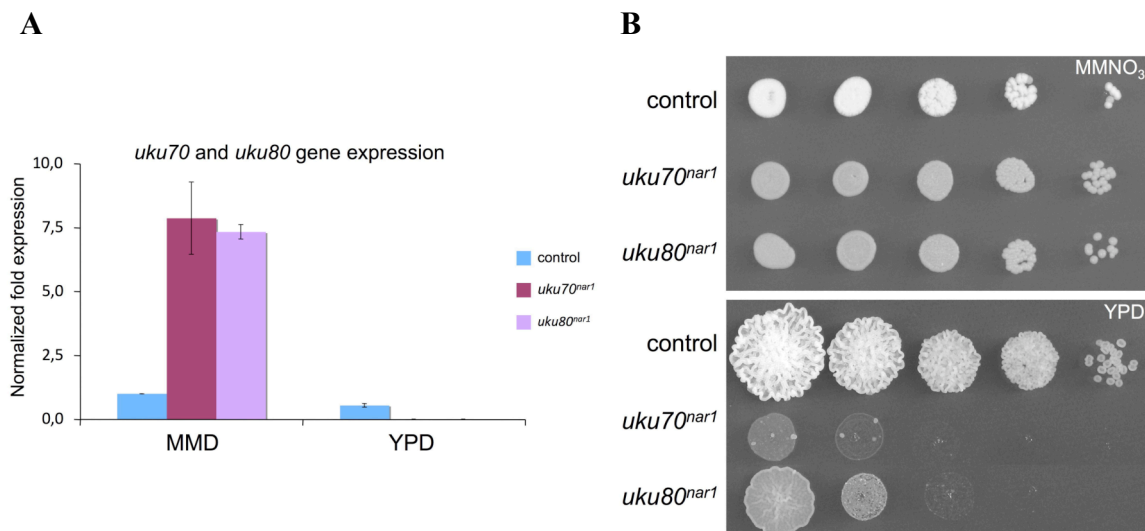 A
uku70 and uku80 gene expression
Normalized fold expression
10,0
7,5
5,0
2,5
0,0
MMD
YPD
control
uku70nar1
uku80nar1
B
MMNO3
control
uku70nar1
uku80nar1
YPD
control
uku70nar1
uku80nar1